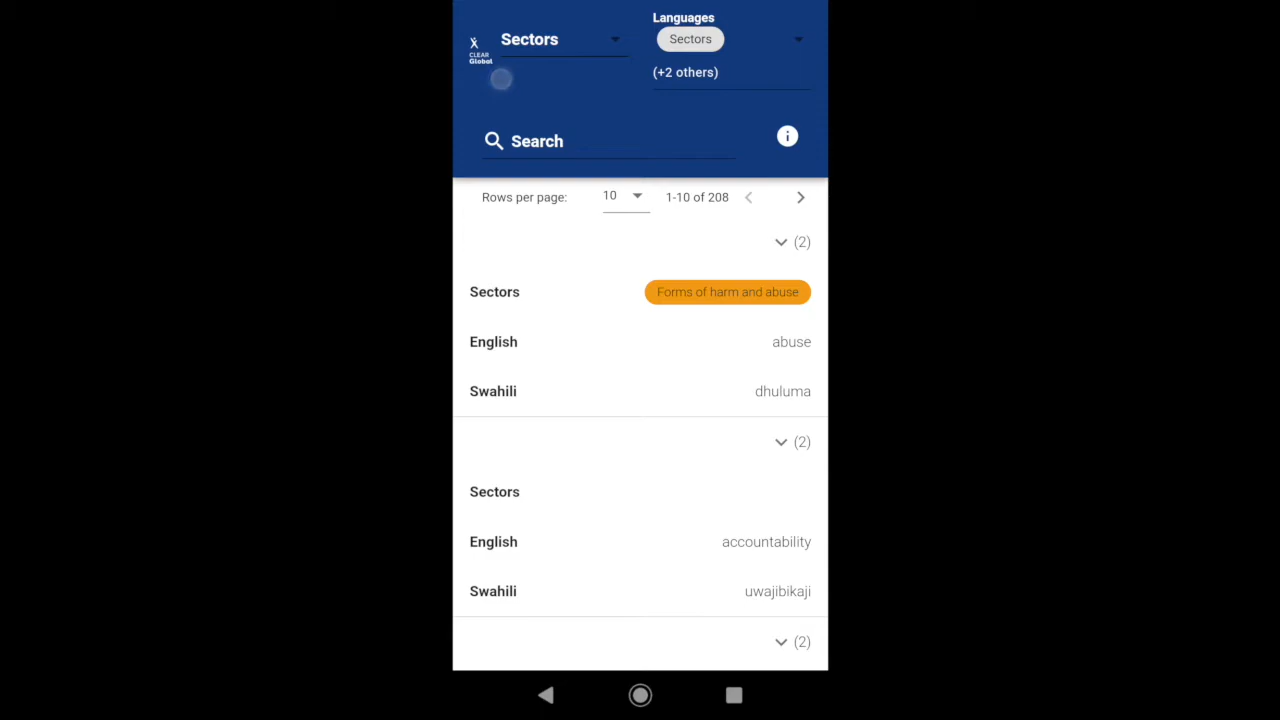 Languages
Sectors
Sectors
CLEAR
Global
(+2 others)
Search
i
Rows per page:
10
1-10 of 208
(2)
Sectors
Forms of harm and abuse
English
abuse
Swahili
dhuluma
(2)
Sectors
English
accountability
Swahili
uwajibikaji
(2)